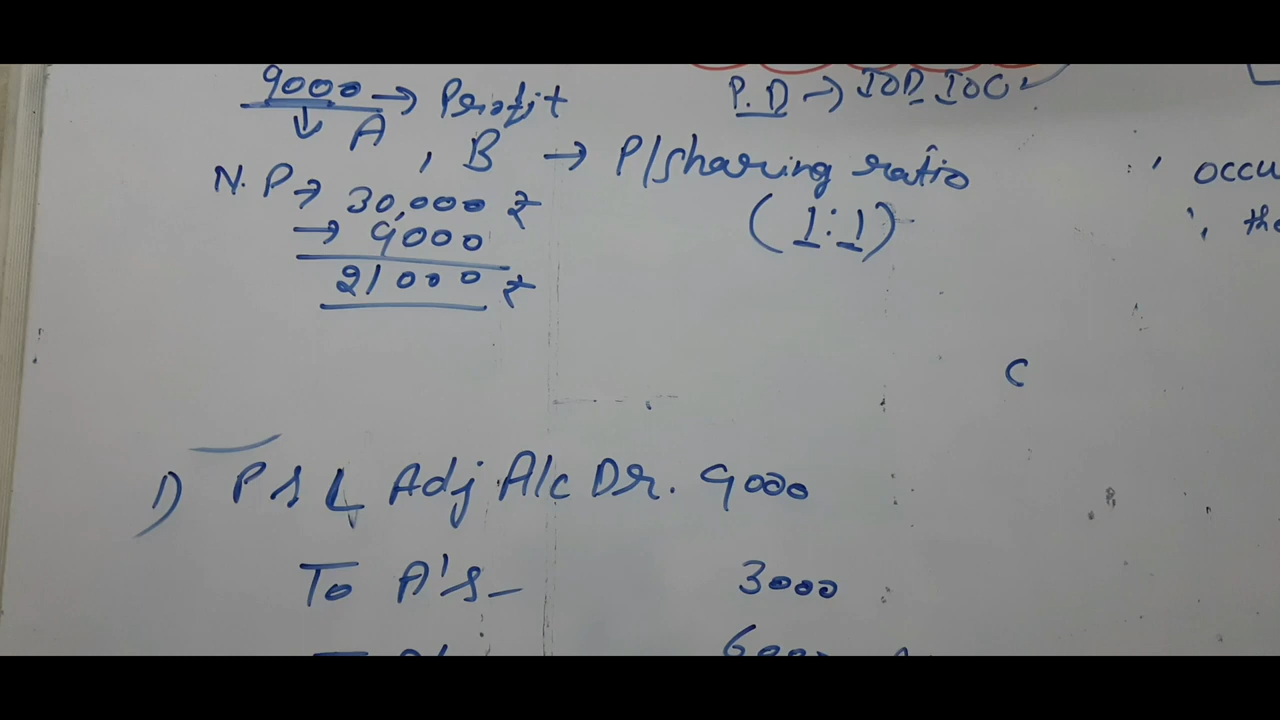 9000 → Profit
P.D → IOD IOC
A , B → P/sharing ratio
(1:1)
N.P → 30,000 ₹
→ 9000
21000 ₹
occu
the
C
1) P & L Adj A/c Dr. 9000
To A's 3000
6000